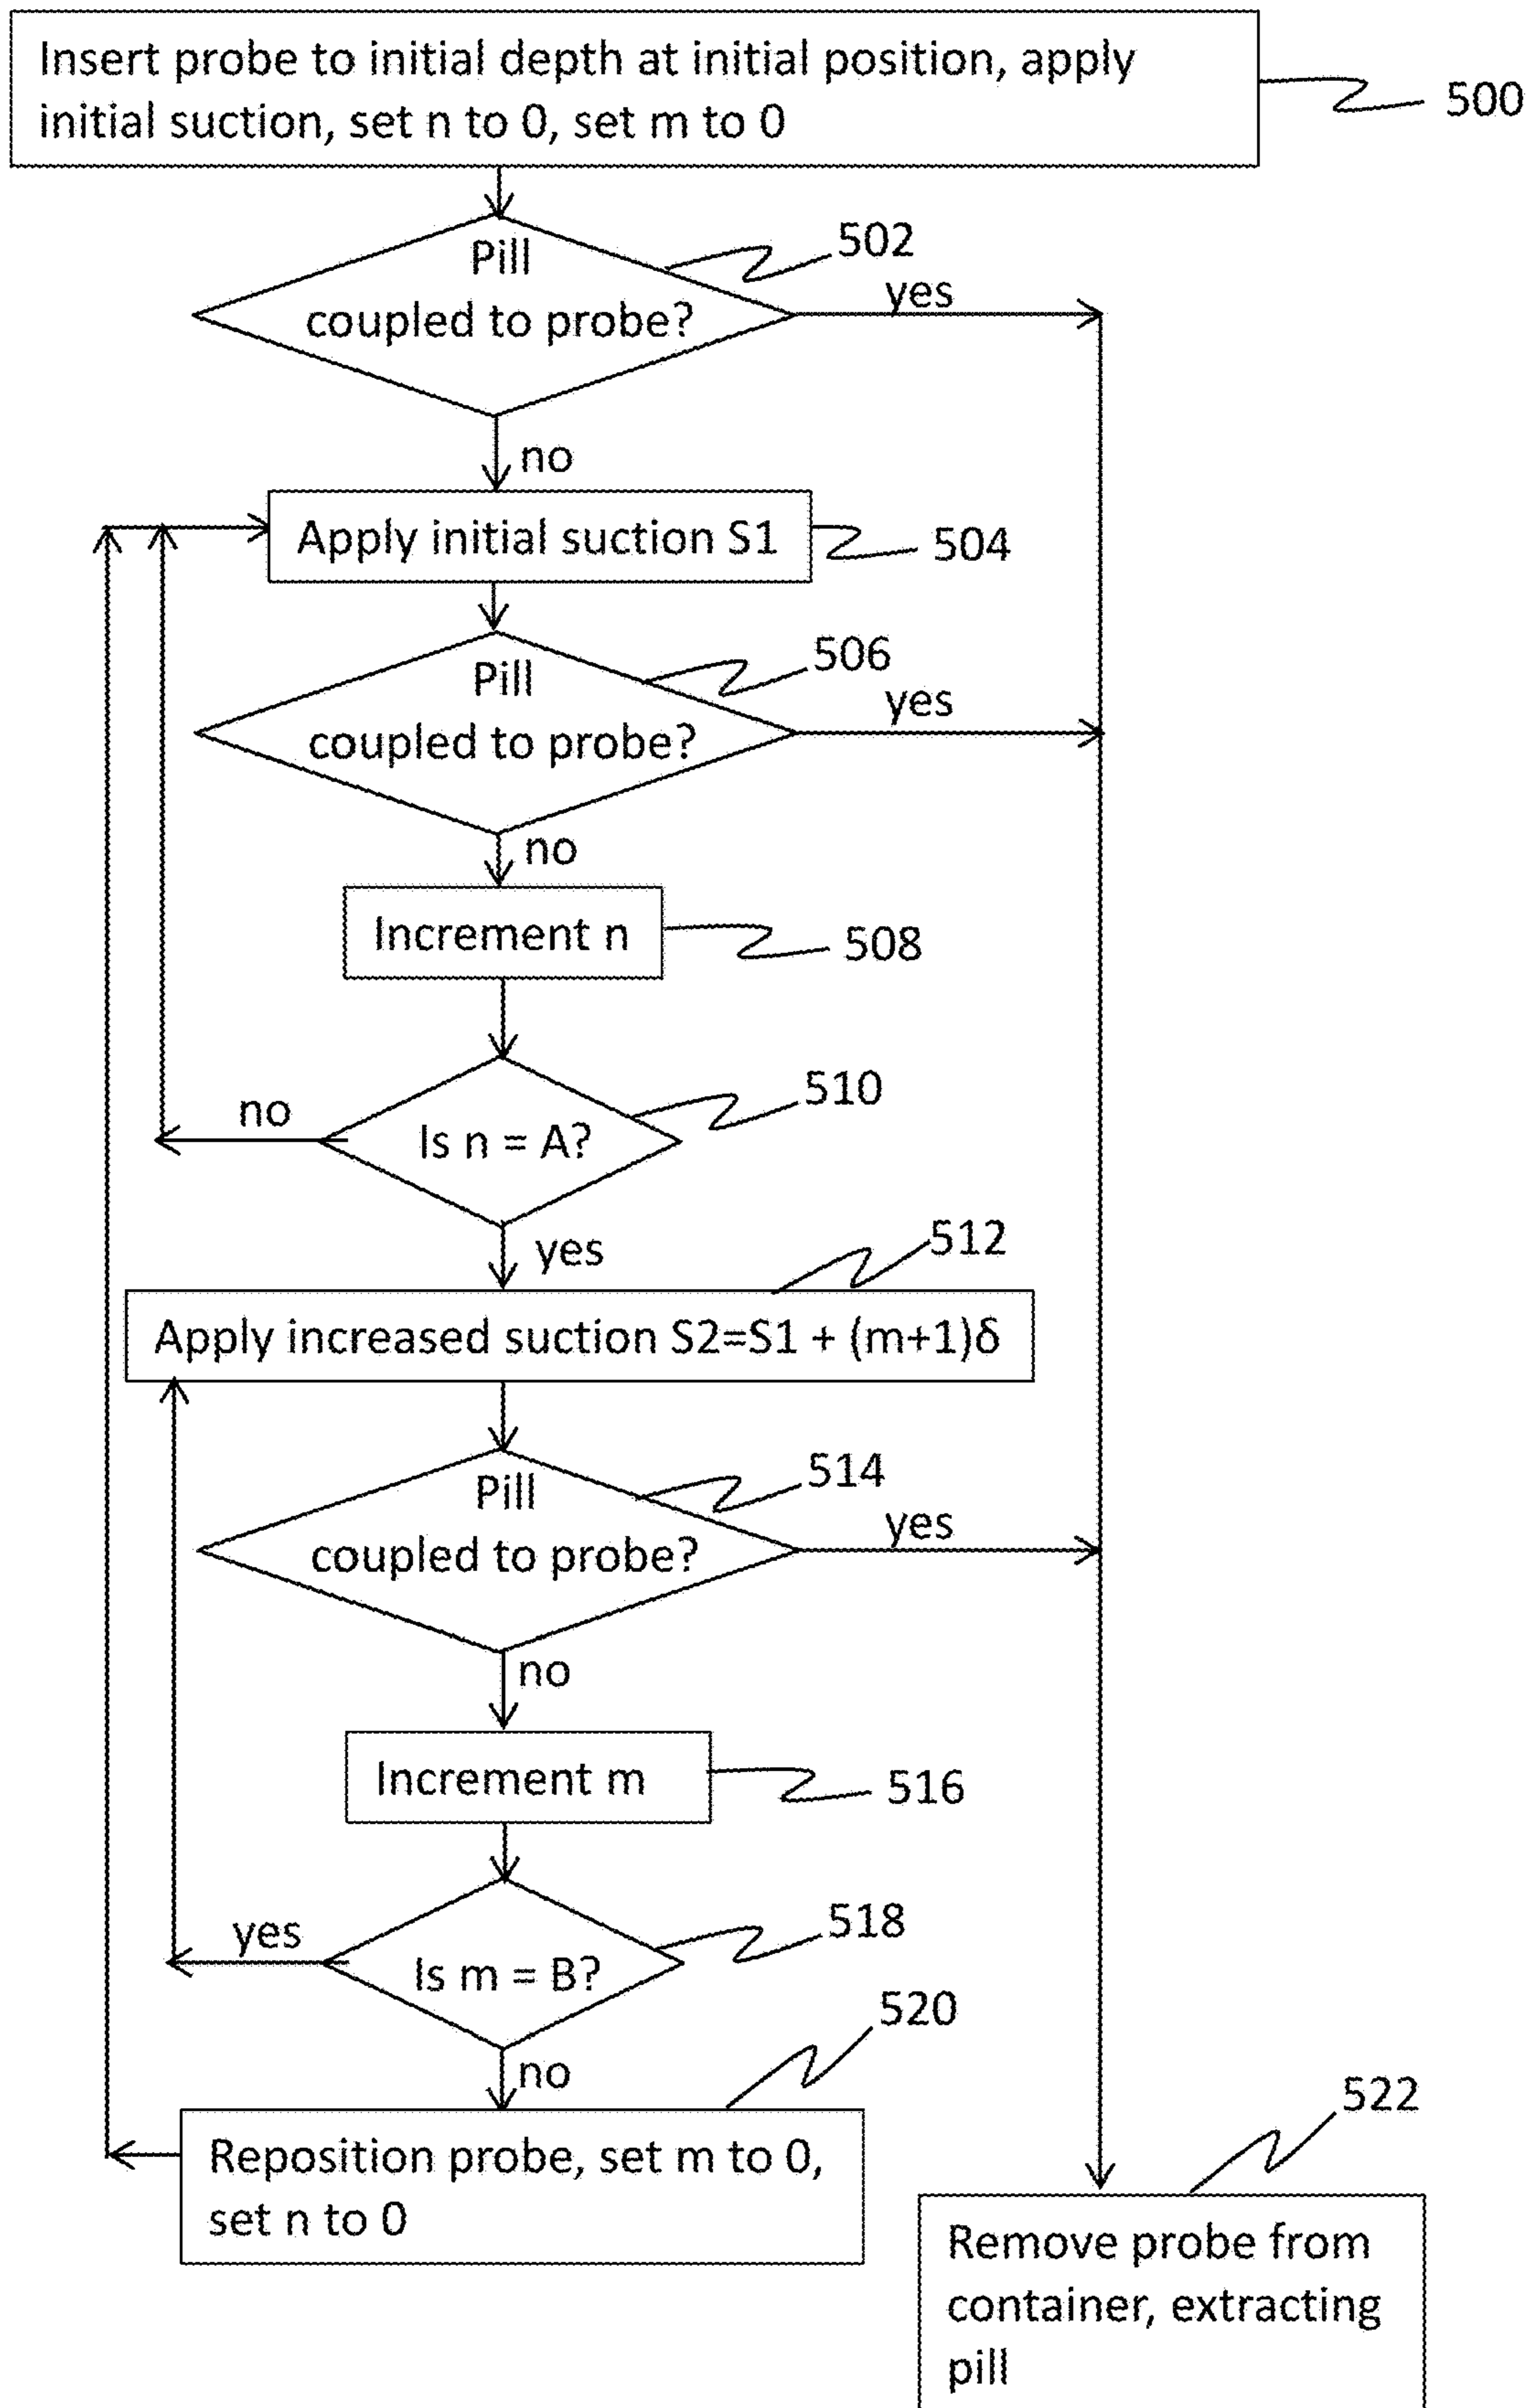 Insert probe to initial depth at initial position, apply
initial suction, set n to 0, set m to 0
500
Pill
coupled to probe?
502
yes
no
Apply initial suction S1
504
Pill
coupled to probe?
506
yes
no
Increment n
508
Is n = A?
510
no
yes
512
Apply increased suction S2=S1 + (m+1)δ
Pill
coupled to probe?
514
yes
no
Increment m
516
Is m = B?
518
yes
no
520
Reposition probe, set m to 0,
set n to 0
522
Remove probe from
container, extracting
pill